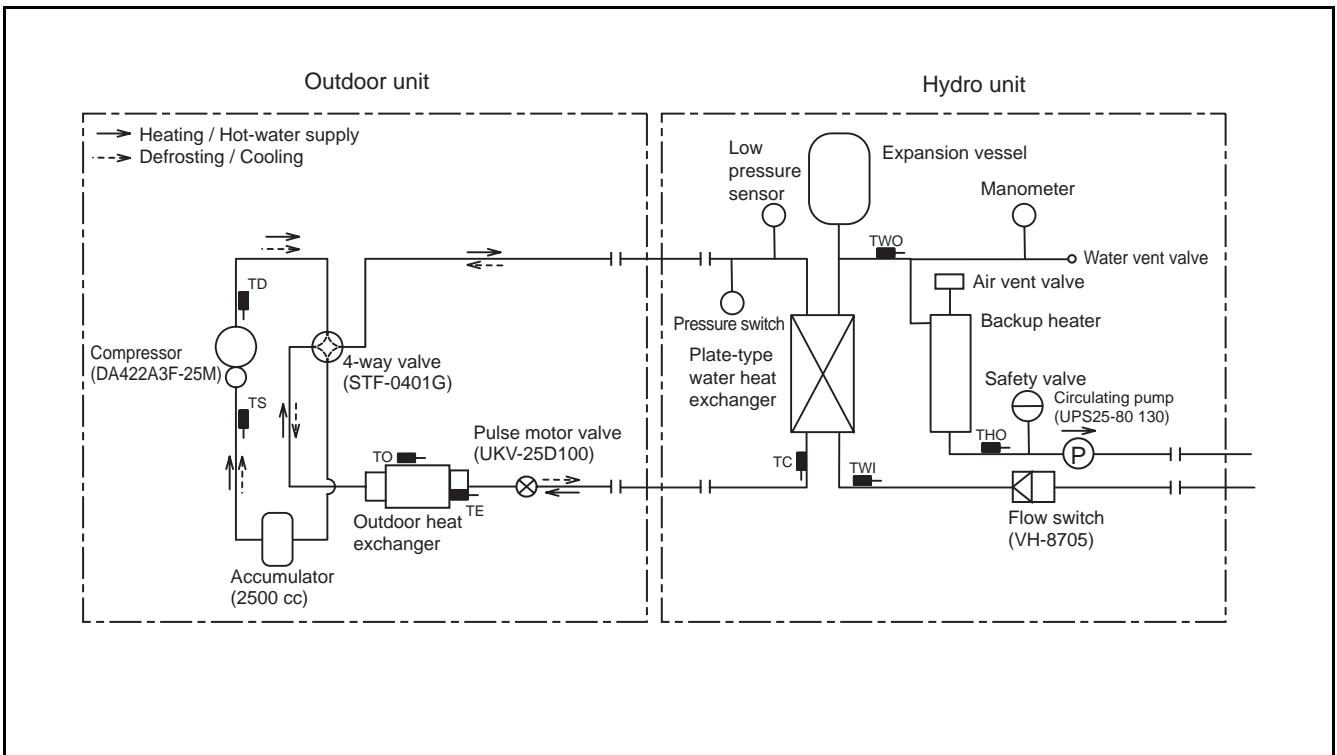 Outdoor unit
Hydro unit
Heating / Hot-water supply
Defrosting / Cooling
Low
pressure
sensor
Expansion vessel
Manometer
TWO
Water vent valve
TD
Air vent valve
Pressure switch
Backup heater
Compressor
(DA422A3F-25M)
4-way valve
(STF-0401G)
Plate-type
water heat
exchanger
Safety valve
Circulating pump
(UPS25-80 130)
TS
Pulse motor valve
(UKV-25D100)
THO
P
TO
TC
TWI
TE
Outdoor heat
exchanger
Flow switch
(VH-8705)
Accumulator
(2500 cc)